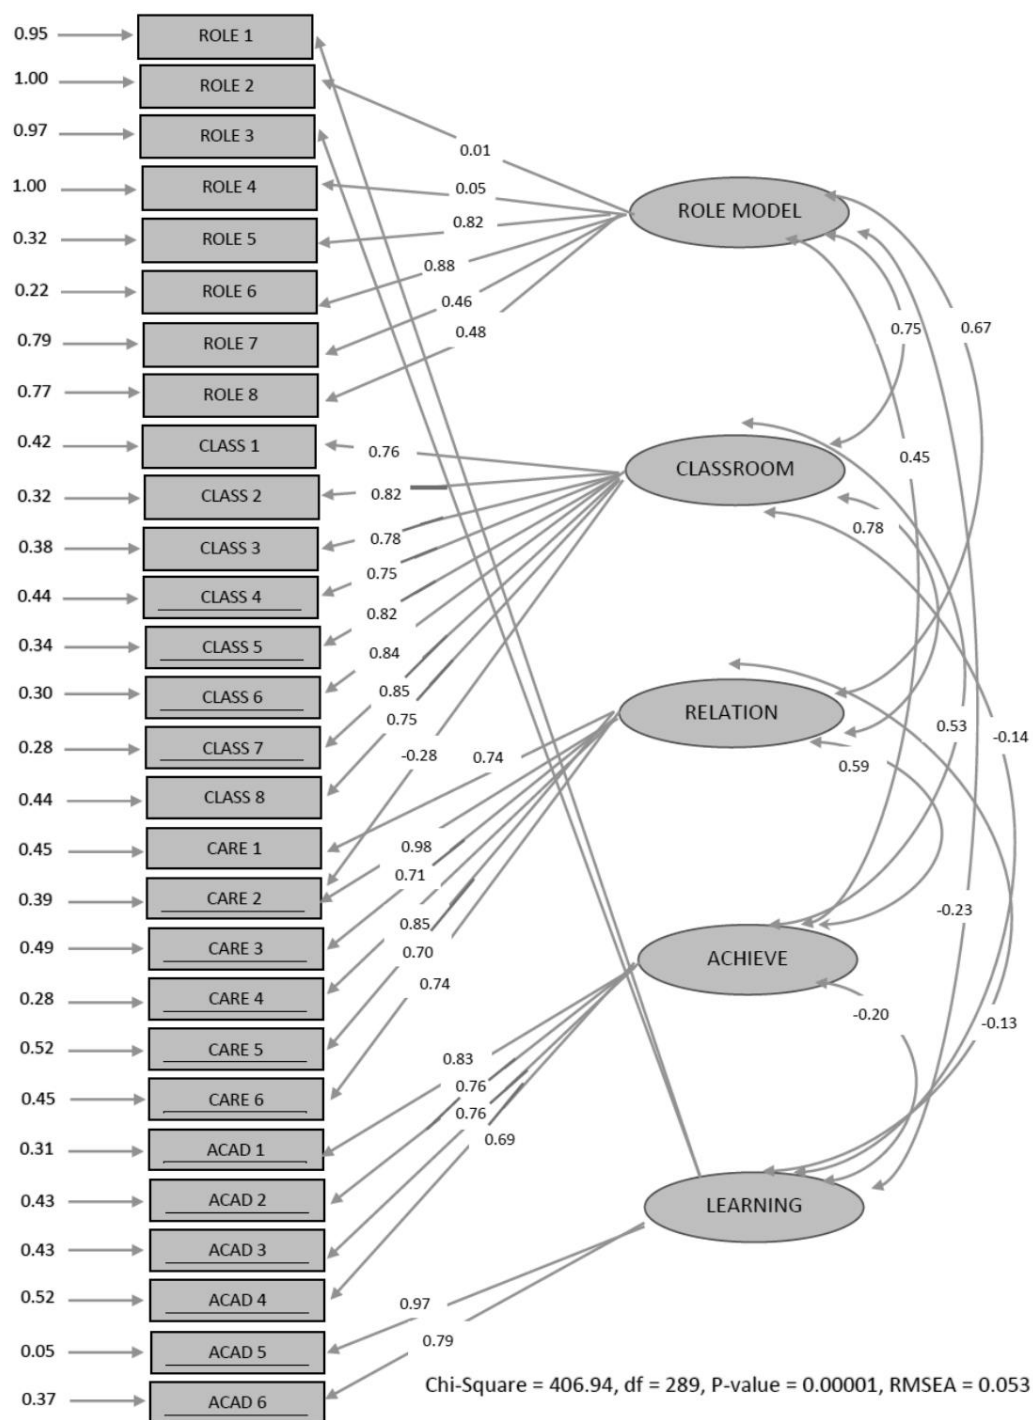 0.95 ROLE 1
1.00 ROLE 2
0.97 ROLE 3
0.01
1.00 ROLE 4 0.05
ROLE MODEL
0.32 ROLE 5 0.82
0.88
0.22 ROLE 6
0.46
0.79 ROLE 7 0.48 0.75 0.67
0.77 ROLE 8
0.42 CLASS 1 0.76 0.45
CLASSROOM
0.32 CLASS 2 0.82
0.78
0.38 CLASS 3 0.78
0.75
0.44 CLASS 4
0.82
0.34 CLASS 5
0.84
0.30 CLASS 6 0.85
RELATION
0.75 0.53 -0.14
0.28 CLASS 7 -0.28 0.74 0.59
0.44 CLASS 8
0.45 CARE 1 0.98
0.71
0.39 CARE 2 -0.23
0.85
0.49 CARE 3 0.70
ACHIEVE
0.74
0.28 CARE 4 -0.20 -0.13
0.52 CARE 5 0.83
0.76
0.45 CARE 6 0.76
0.69
0.31 ACAD 1
0.43 ACAD 2
LEARNING
0.43 ACAD 3
0.52 ACAD 4 0.97
0.79
0.05 ACAD 5
0.37 ACAD 6
Chi-Square = 406.94, df = 289, P-value = 0.00001, RMSEA = 0.053